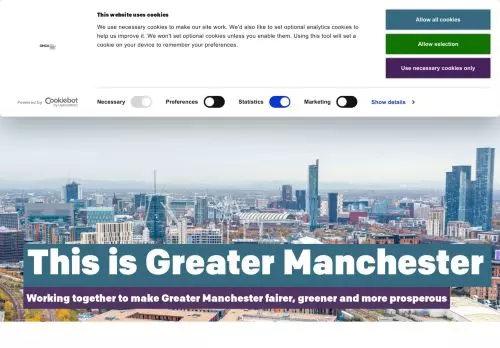 This website uses cookies
We use necessary cookies to make our site work. We'd also like to set optional analytics cookies to
help us improve it. We won't set optional cookies unless you enable them. Using this tool will set a
cookie on your device to remember your preferences.
Allow all cookies
Allow selection
Use necessary cookies only
Powered by Cookiebot
Necessary
Preferences
Statistics
Marketing
Show details
This is Greater Manchester
Working together to make Greater Manchester fairer, greener and more prosperous